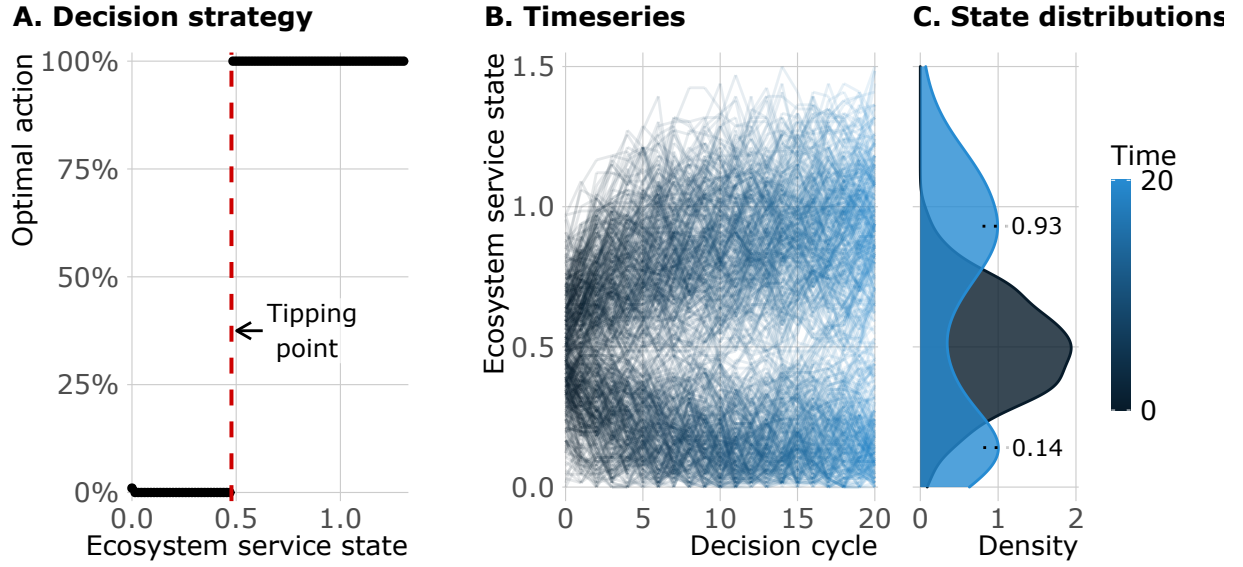 A. Decision strategy
B. Timeseries
C. State distributions
Optimal action
100%
75%
50%
25%
0%
Tipping
point
0.0
0.5
1.0
Ecosystem service state
Ecosystem service state
1.5
1.0
0.5
0.0
0
5
10
15
20
Decision cycle
0.93
0.14
0
1
2
Density
Time
20
0